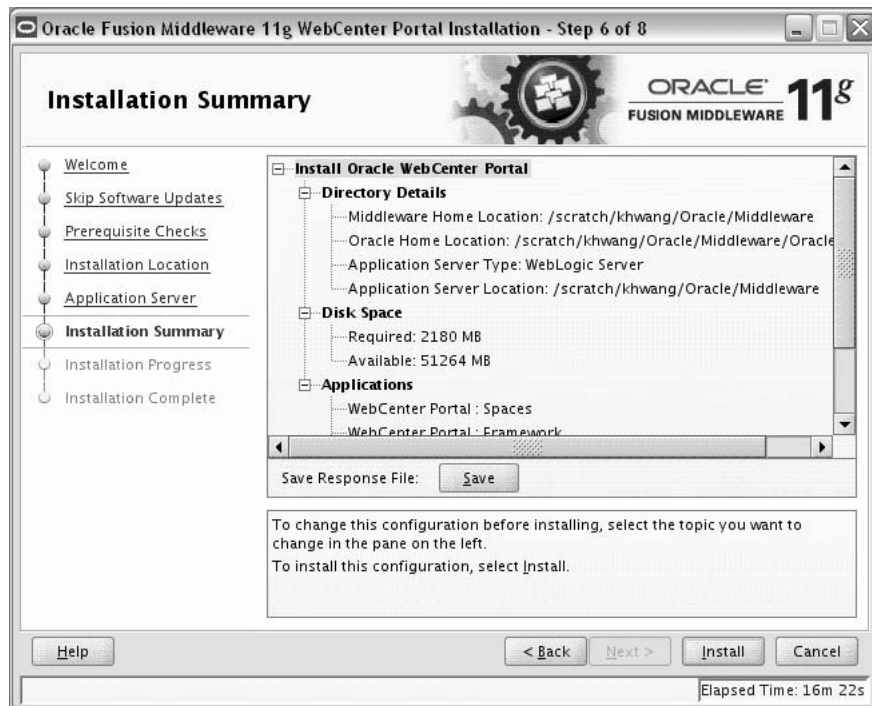 Oracle Fusion Middleware 11g WebCenter Portal Installation - Step 6 of 8
Installation Summary
ORACLE
FUSION MIDDLEWARE
11g
Welcome
Skip Software Updates
Prerequisite Checks
Installation Location
Application Server
Installation Summary
Installation Progress
Installation Complete
Install Oracle WebCenter Portal
Directory Details
Middleware Home Location: /scratch/khwang/Oracle/Middleware
Oracle Home Location: /scratch/khwang/Oracle/Middleware/Oracle
Application Server Type: WebLogic Server
Application Server Location: /scratch/khwang/Oracle/Middleware
Disk Space
Required: 2180 MB
Available: 51264 MB
Applications
WebCenter Portal : Spaces
WebCenter Portal : Framework
Save Response File:
Save
To change this configuration before installing, select the topic you want to
change in the pane on the left.
To install this configuration, select Install.
Help
< Back
Next >
Install
Cancel
Elapsed Time: 16m 22s